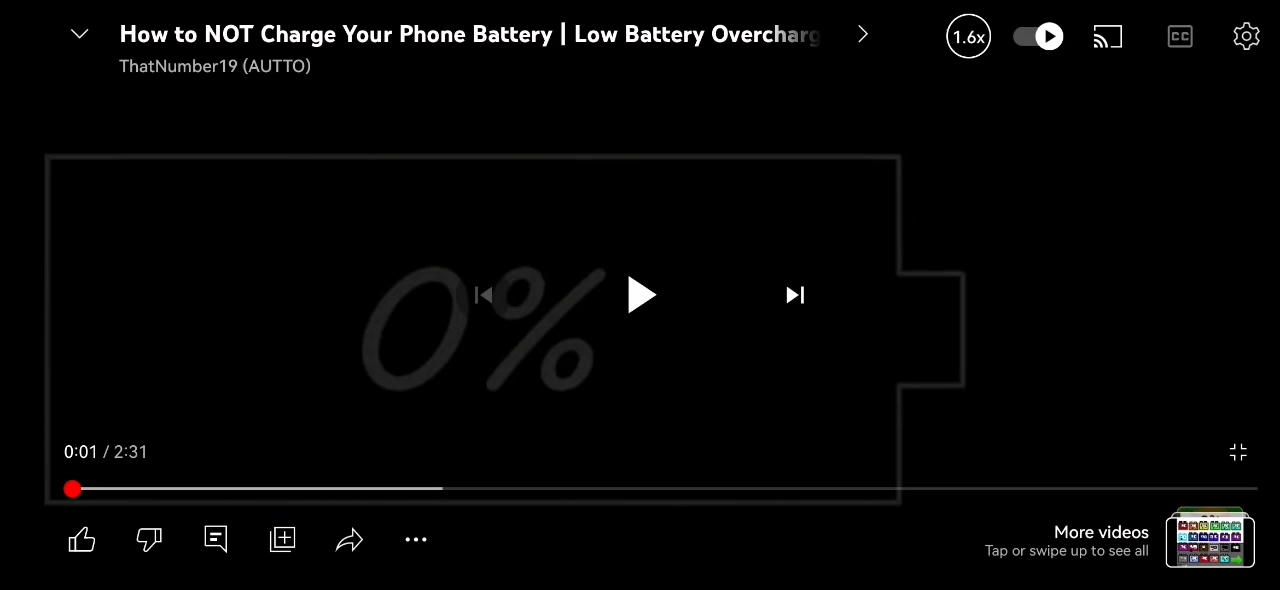 How to NOT Charge Your Phone Battery | Low Battery Overcharg
ThatNumber19 (AUTTO)
1.6x
CC
0%
0:01 / 2:31
More videos
Tap or swipe up to see all